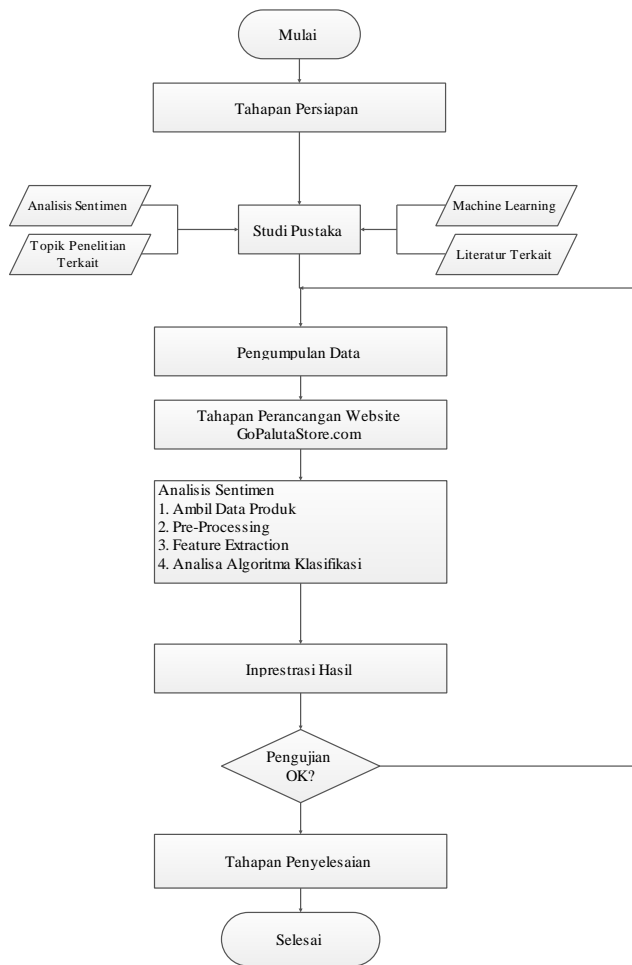 Mulai
Tahapan Persiapan
Analisis Sentimen
Topik Penelitian
Terkait
Studi Pustaka
Machine Learning
Literatur Terkait
Pengumpulan Data
Tahapan Perancangan Website
GoPalutaStore.com
Analisis Sentimen
1. Ambil Data Produk
2. Pre-Processing
3. Feature Extraction
4. Analisa Algoritma Klasifikasi
Inprestrasi Hasil
Pengujian
OK?
Tahapan Penyelesaian
Selesai